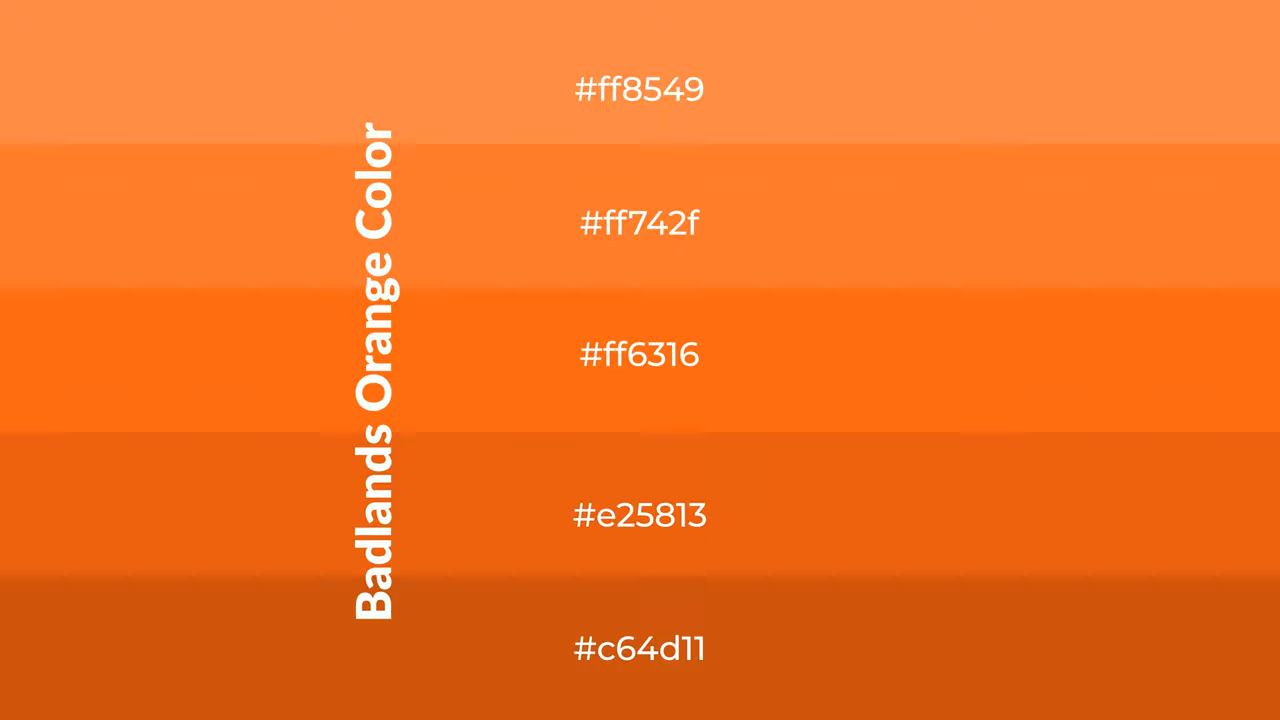 Badlands Orange Color
#ff8549
#ff742f
#ff6316
#e25813
#c64d11